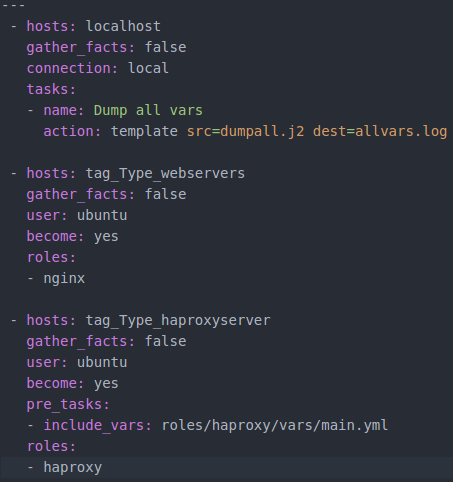 ---
 - hosts: localhost
   gather_facts: false
   connection: local
   tasks:
   - name: Dump all vars
     action: template src=dumpall.j2 dest=allvars.log

 - hosts: tag_Type_webservers
   gather_facts: false
   user: ubuntu
   become: yes
   roles:
   - nginx

 - hosts: tag_Type_haproxyserver
   gather_facts: false
   user: ubuntu
   become: yes
   pre_tasks:
   - include_vars: roles/haproxy/vars/main.yml
   roles:
   - haproxy